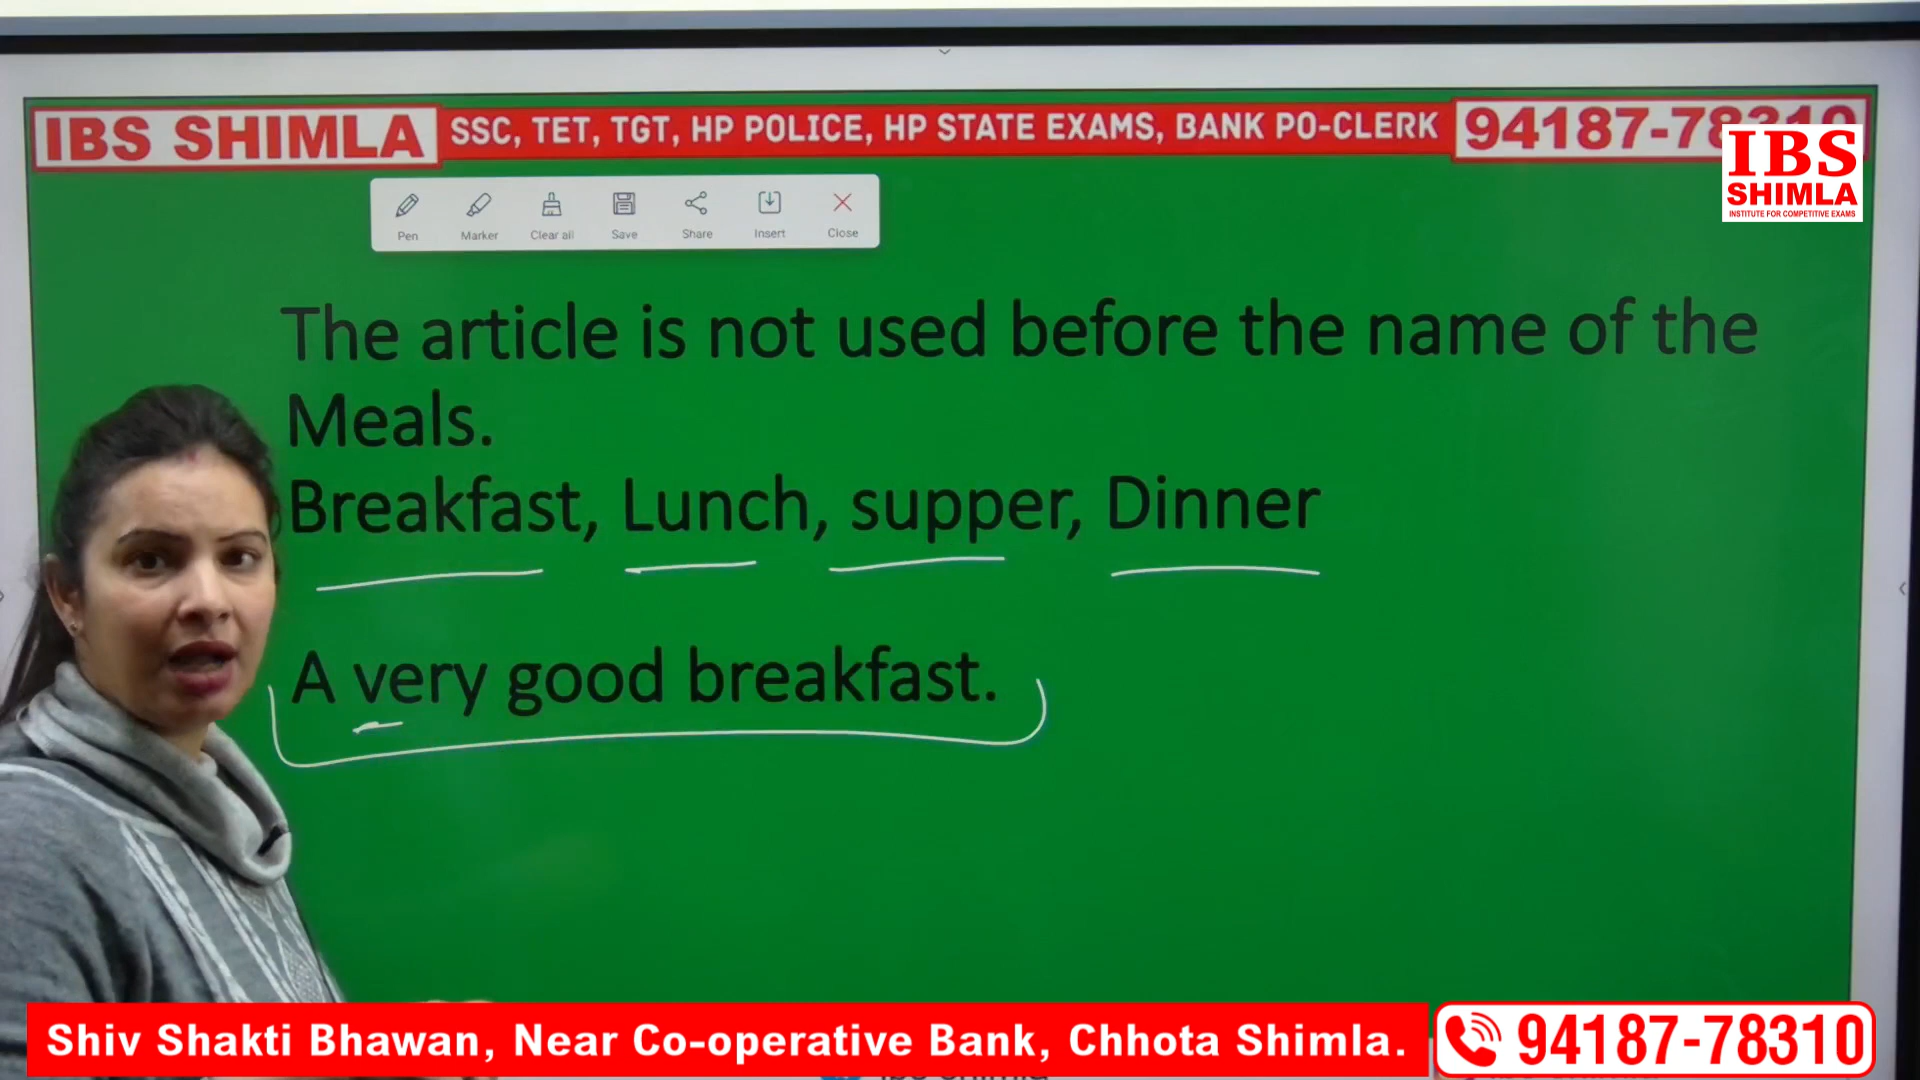 IBS SHIMLA SSC, TET, TGT, HP POLICE, HP STATE EXAMS, BANK PO-CLERK 94187-78310
IBS
SHIMLA
INSTITUTE FOR COMPETITIVE EXAMS
Pen Marker Clear all Save Share Insert Close
The article is not used before the name of the
Meals.
Breakfast, Lunch, supper, Dinner
A very good breakfast.
Shiv Shakti Bhawan, Near Co-operative Bank, Chhota Shimla. 94187-78310